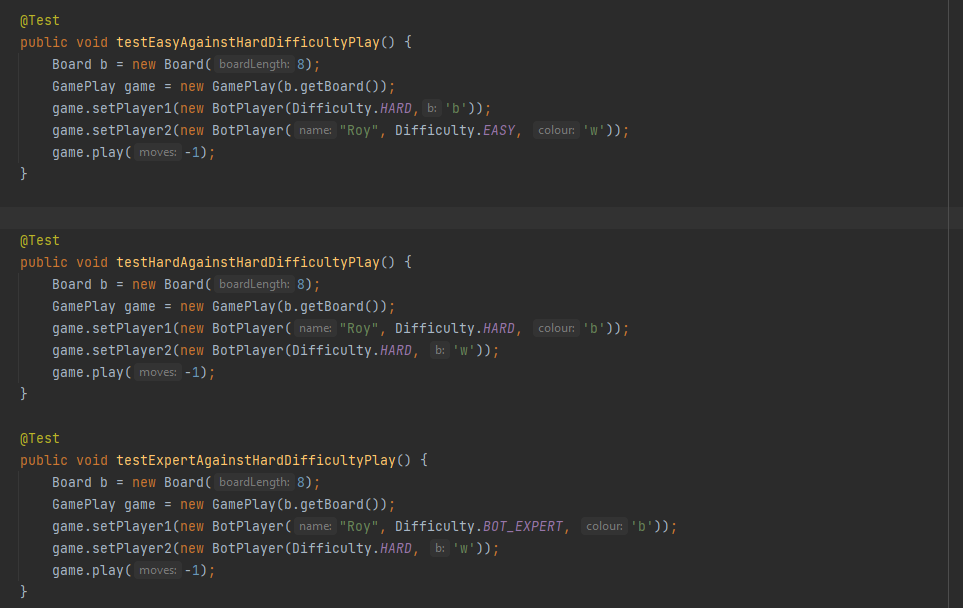 @Test
public void testEasyAgainstHardDifficultyPlay() {
Board b = new Board( boardLength: 8);
GamePlay game = new GamePlay(b.getBoard());
game.setPlayer1(new BotPlayer(Difficulty.HARD, b: 'b'));
game.setPlayer2(new BotPlayer( name: "Roy", Difficulty.EASY, colour: 'w'));
game.play( moves: -1);
}
@Test
public void testHardAgainstHardDifficultyPlay() {
Board b = new Board( boardLength: 8);
GamePlay game = new GamePlay(b.getBoard());
game.setPlayer1(new BotPlayer( name: "Roy", Difficulty.HARD, colour: 'b'));
game.setPlayer2(new BotPlayer(Difficulty.HARD, b: 'w'));
game.play( moves: -1);
}
@Test
public void testExpertAgainstHardDifficultyPlay() {
Board b = new Board( boardLength: 8);
GamePlay game = new GamePlay(b.getBoard());
game.setPlayer1(new BotPlayer( name: "Roy", Difficulty.BOT_EXPERT, colour: 'b'));
game.setPlayer2(new BotPlayer(Difficulty.HARD, b: 'w'));
game.play( moves: -1);
}